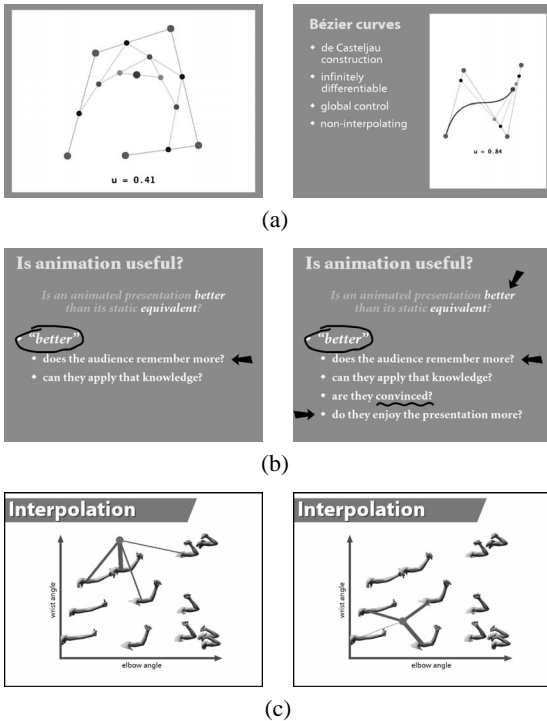 u = 0.41
Bézier curves
◆ de Casteljau
construction
◆ infinitely
differentiable
◆ global control
◆ non-interpolating
u = 0.84
(a)
Is animation useful?
Is an animated presentation better
than its static equivalent?
• “better”
◆ does the audience remember more?
◆ can they apply that knowledge?
Is animation useful?
Is an animated presentation better
than its static equivalent?
• “better”
◆ does the audience remember more?
◆ can they apply that knowledge?
◆ are they convinced?
◆ do they enjoy the presentation more?
(b)
Interpolation
wrist angle
elbow angle
Interpolation
wrist angle
elbow angle
(c)